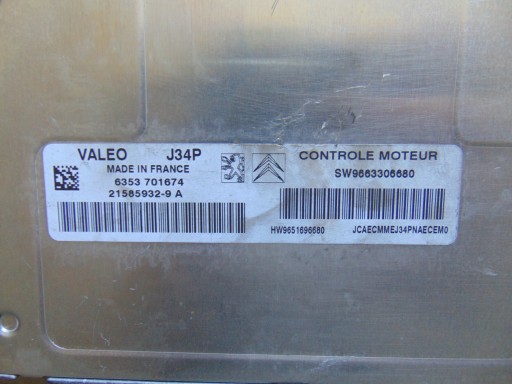 VALEO J34P
MADE IN FRANCE
6353 701674
21585932-9 A
CONTROLE MOTEUR
SW9663306680
HW9651696680 JCAECMMEJ34PNAECEM0